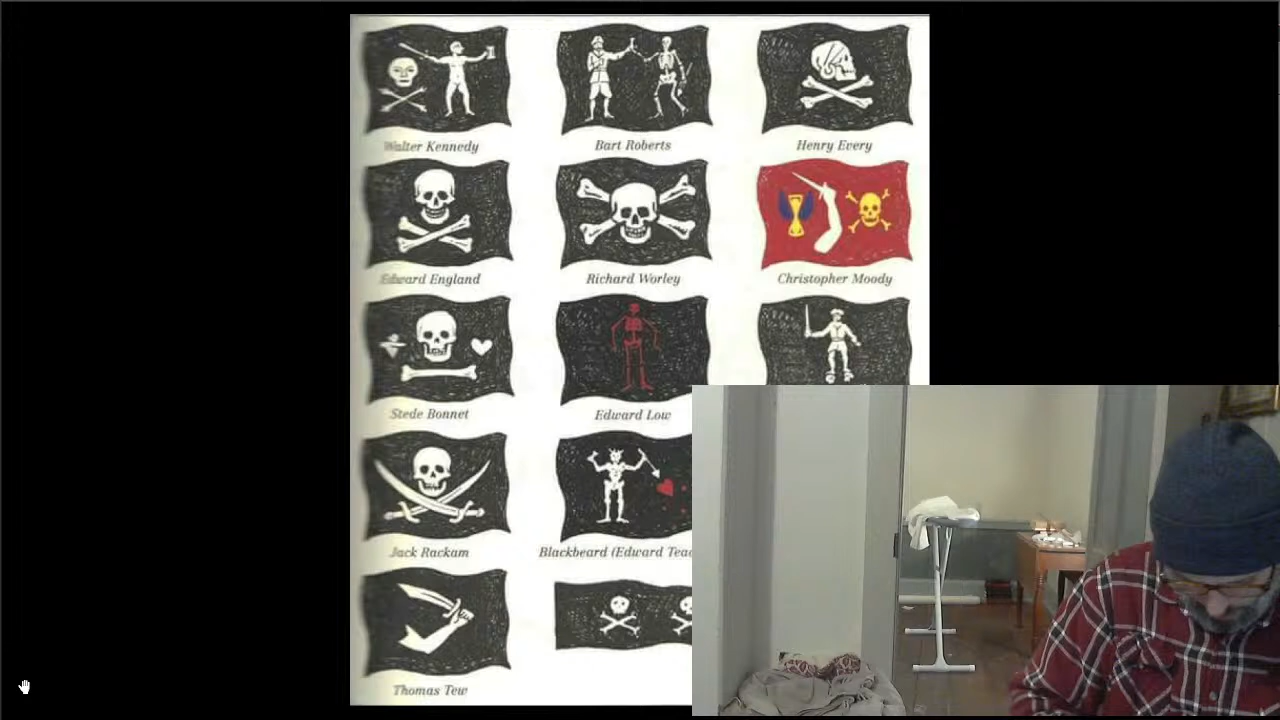 Walter Kennedy
Bart Roberts
Henry Every
Edward England
Richard Worley
Christopher Moody
Stede Bonnet
Edward Low
Jack Rackam
Blackbeard (Edward Teac
Thomas Tew